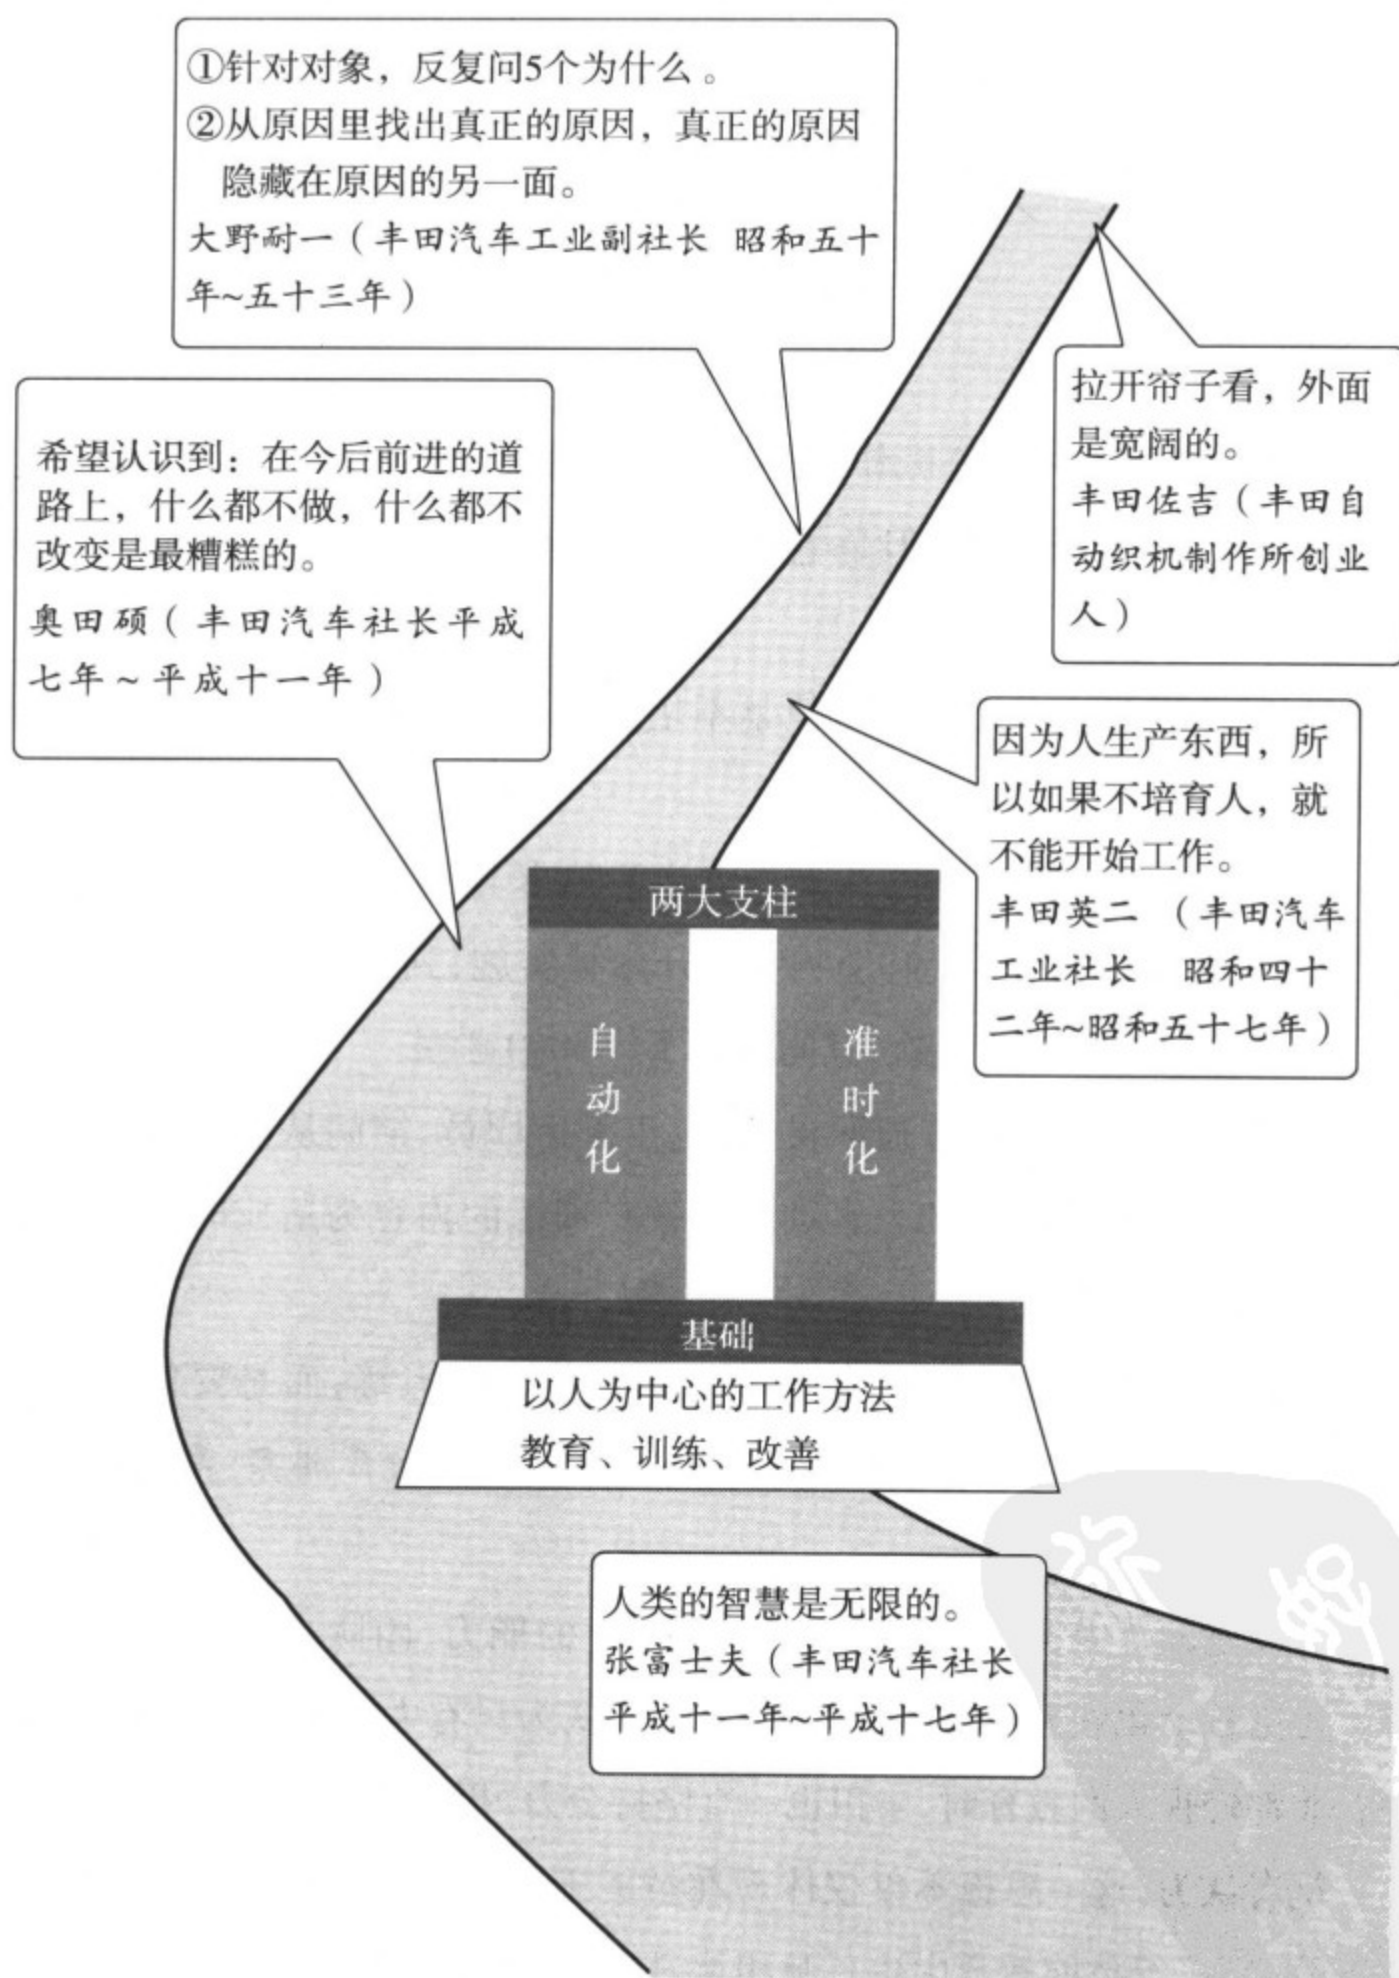 ①针对对象，反复问5个为什么。
②从原因里找出真正的原因，真正的原因
隐藏在原因的另一面。
大野耐一（丰田汽车工业副社长 昭和五十
年~五十三年）
希望认识到：在今后前进的道
路上，什么都不做，什么都不
改变是最糟糕的。
奥田硕（丰田汽车社长平成
七年~平成十一年）
拉开帘子看，外面
是宽阔的。
丰田佐吉（丰田自
动织机制作所创业
人）
因为人生产东西，所
以如果不培育人，就
不能开始工作。
丰田英二 （丰田汽车
工业社长 昭和四十
二年~昭和五十七年）
两大支柱
自动化
准时化
基础
以人为中心的工作方法
教育、训练、改善
人类的智慧是无限的。
张富士夫（丰田汽车社长
平成十一年~平成十七年）